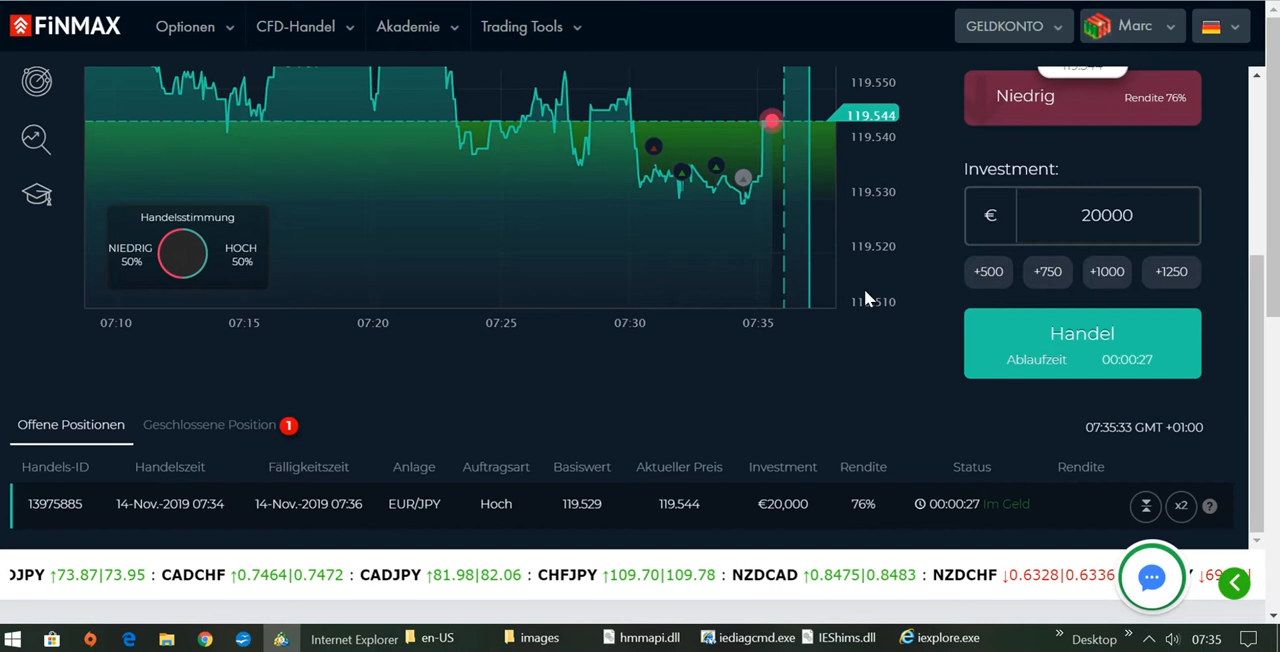 FiNMAX
Optionen
CFD-Handel
Akademie
Trading Tools
GELDKONTO
Marc
119.550
119.544
119.540
119.530
119.520
119.510
Handelsstimmung
NIEDRIG
50%
HOCH
50%
07:10
07:15
07:20
07:25
07:30
07:35
119.544
Niedrig
Rendite 76%
Investment:
€
20000
+500
+750
+1000
+1250
Handel
Ablaufzeit 00:00:27
Offene Positionen
Geschlossene Position 1
07:35:33 GMT +01:00
Handels-ID Handelszeit Fälligkeitszeit Anlage Auftragsart Basiswert Aktueller Preis Investment Rendite Status Rendite
13975885 14-Nov.-2019 07:34 14-Nov.-2019 07:36 EUR/JPY Hoch 119.529 119.544 €20,000 76% 00:00:27 Im Geld x2 ?
DJPY ↑73.87|73.95 : CADCHF ↑0.7464|0.7472 : CADJPY ↑81.98|82.06 : CHFJPY ↑109.70|109.78 : NZDCAD ↑0.8475|0.8483 : NZDCHF ↓0.6328|0.6336
Internet Explorer
en-US
images
hmmapi.dll
iediagcmd.exe
IEShims.dll
iexplore.exe
Desktop
07:35